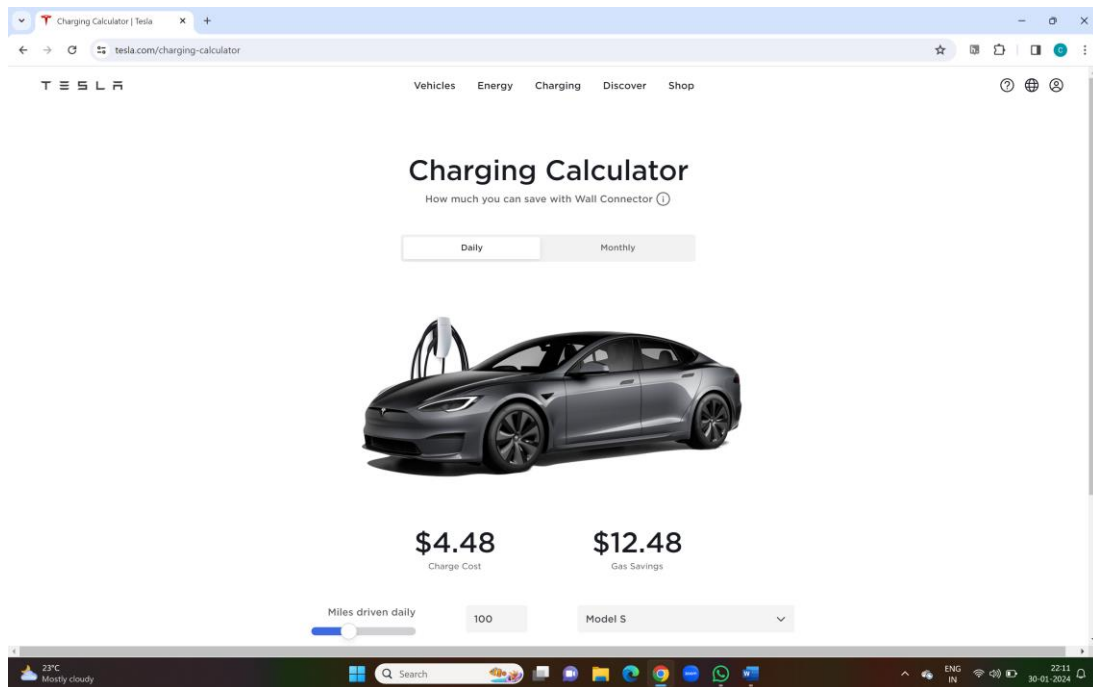 Charging Calculator | Tesla
tesla.com/charging-calculator
C
TESLA
Vehicles Energy Charging Discover Shop
Charging Calculator
How much you can save with Wall Connector
Daily Monthly
$4.48 $12.48
Charge Cost Gas Savings
Miles driven daily 100 Model S
23°C
Mostly cloudy
Search
ENG
IN
22:11
30-01-2024